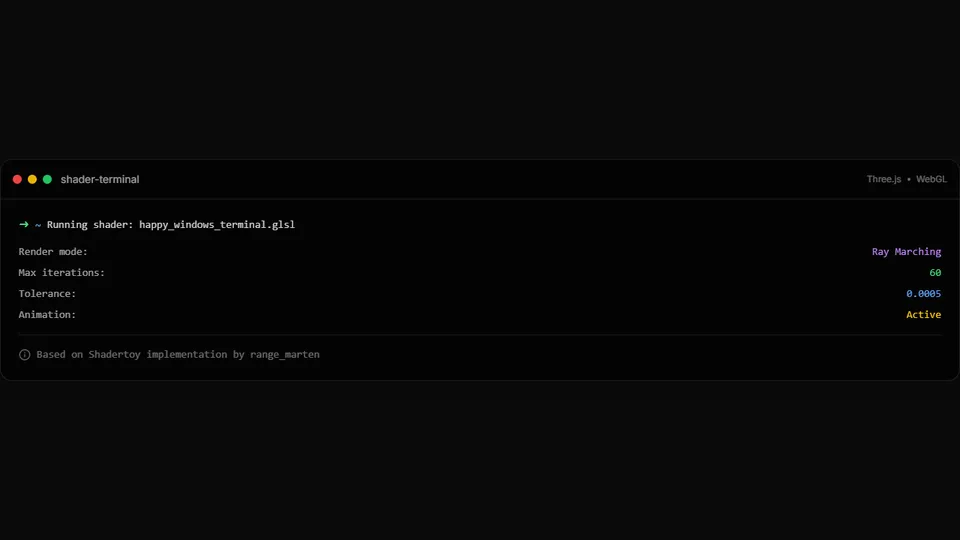 shader-terminal
Three.js • WebGL
→ ~ Running shader: happy_windows_terminal.glsl
Render mode: Ray Marching
Max iterations: 60
Tolerance: 0.0005
Animation: Active
Based on Shadertoy implementation by range_marten